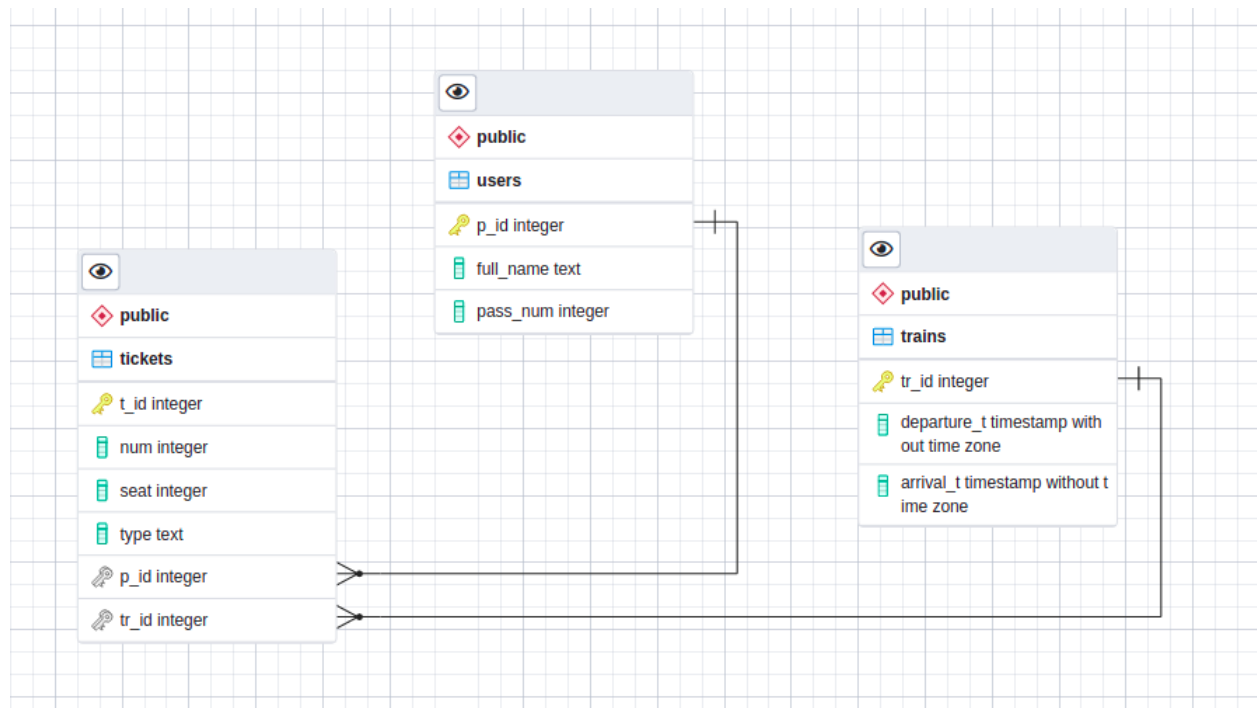 public
users
p_id integer
full_name text
pass_num integer
public
trains
tr_id integer
departure_t timestamp with
out time zone
arrival_t timestamp without t
ime zone
public
tickets
t_id integer
num integer
seat integer
type text
p_id integer
tr_id integer